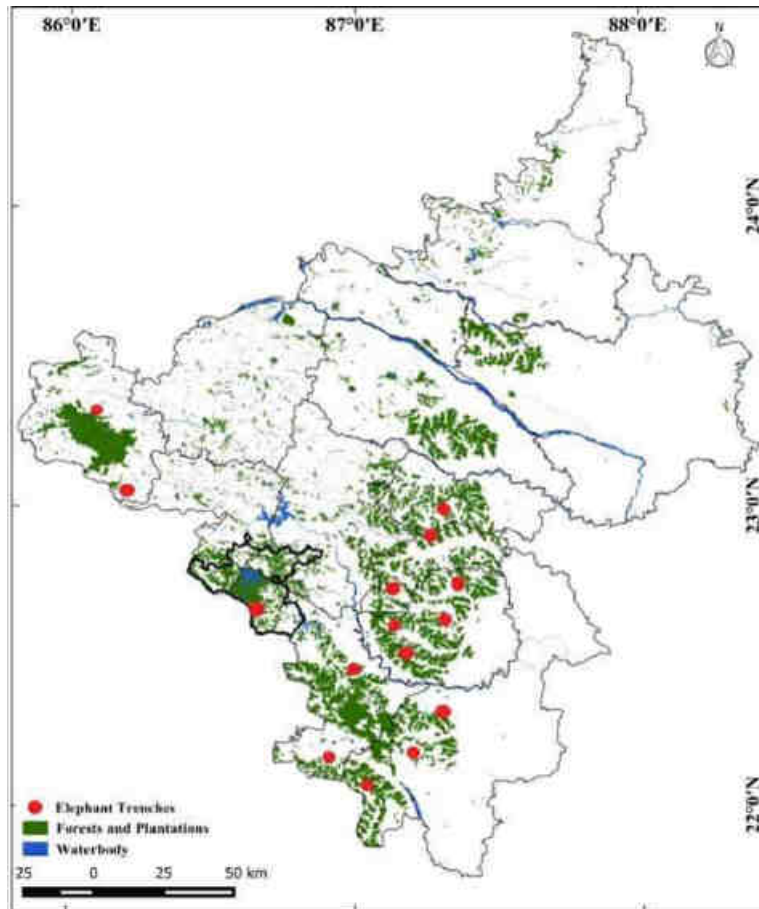 86°0′E 87°0′E 88°0′E
N
24°0′N
23°0′N
22°0′N
Elephant Trenches
Forests and Plantations
Waterbody
25 0 25 50 km